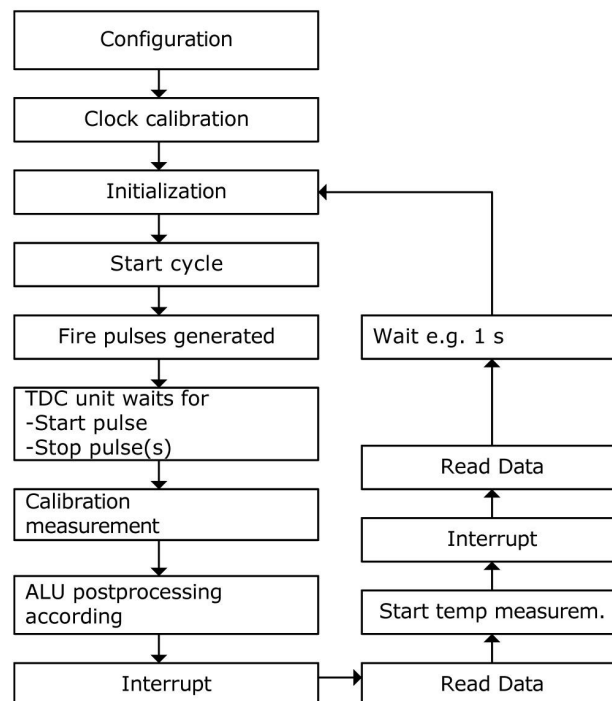 Configuration
Clock calibration
Initialization
Start cycle
Fire pulses generated
TDC unit waits for
-Start pulse
-Stop pulse(s)
Calibration
measurement
ALU postprocessing
according
Interrupt
Read Data
Start temp measurem.
Interrupt
Read Data
Wait e.g. 1 s